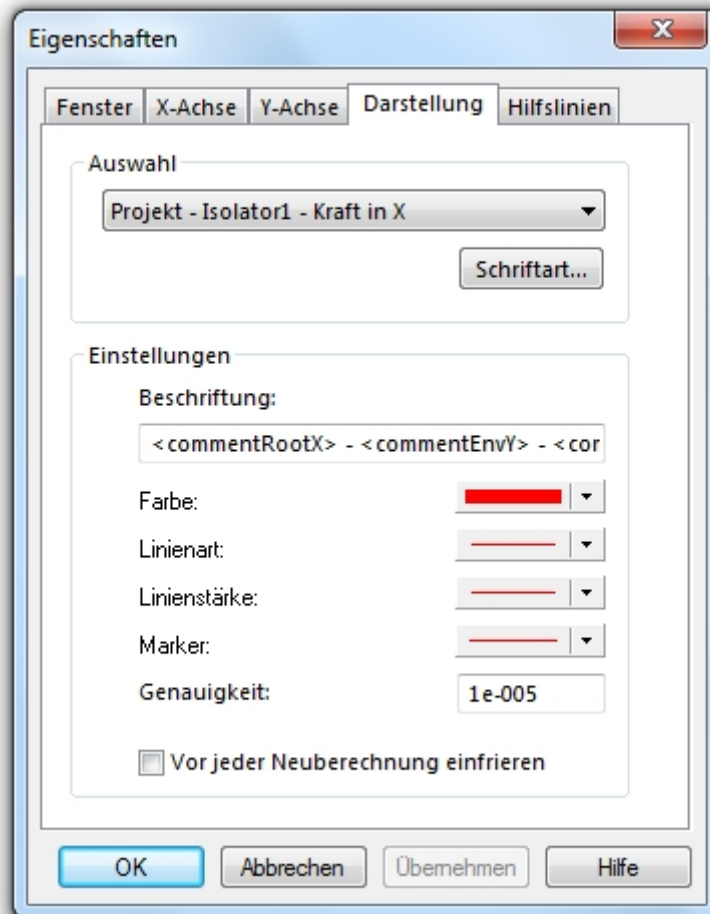 Eigenschaften
Fenster X-Achse Y-Achse Darstellung Hilfslinien
Auswahl
Projekt - Isolator1 - Kraft in X
Schriftart...
Einstellungen
Beschriftung:
<commentRootX> - <commentEnvY> - <cor
Farbe:
Linienart:
Linienstärke:
Marker:
Genauigkeit: 1e-005
Vor jeder Neuberechnung einfrieren
OK Abbrechen Übernehmen Hilfe